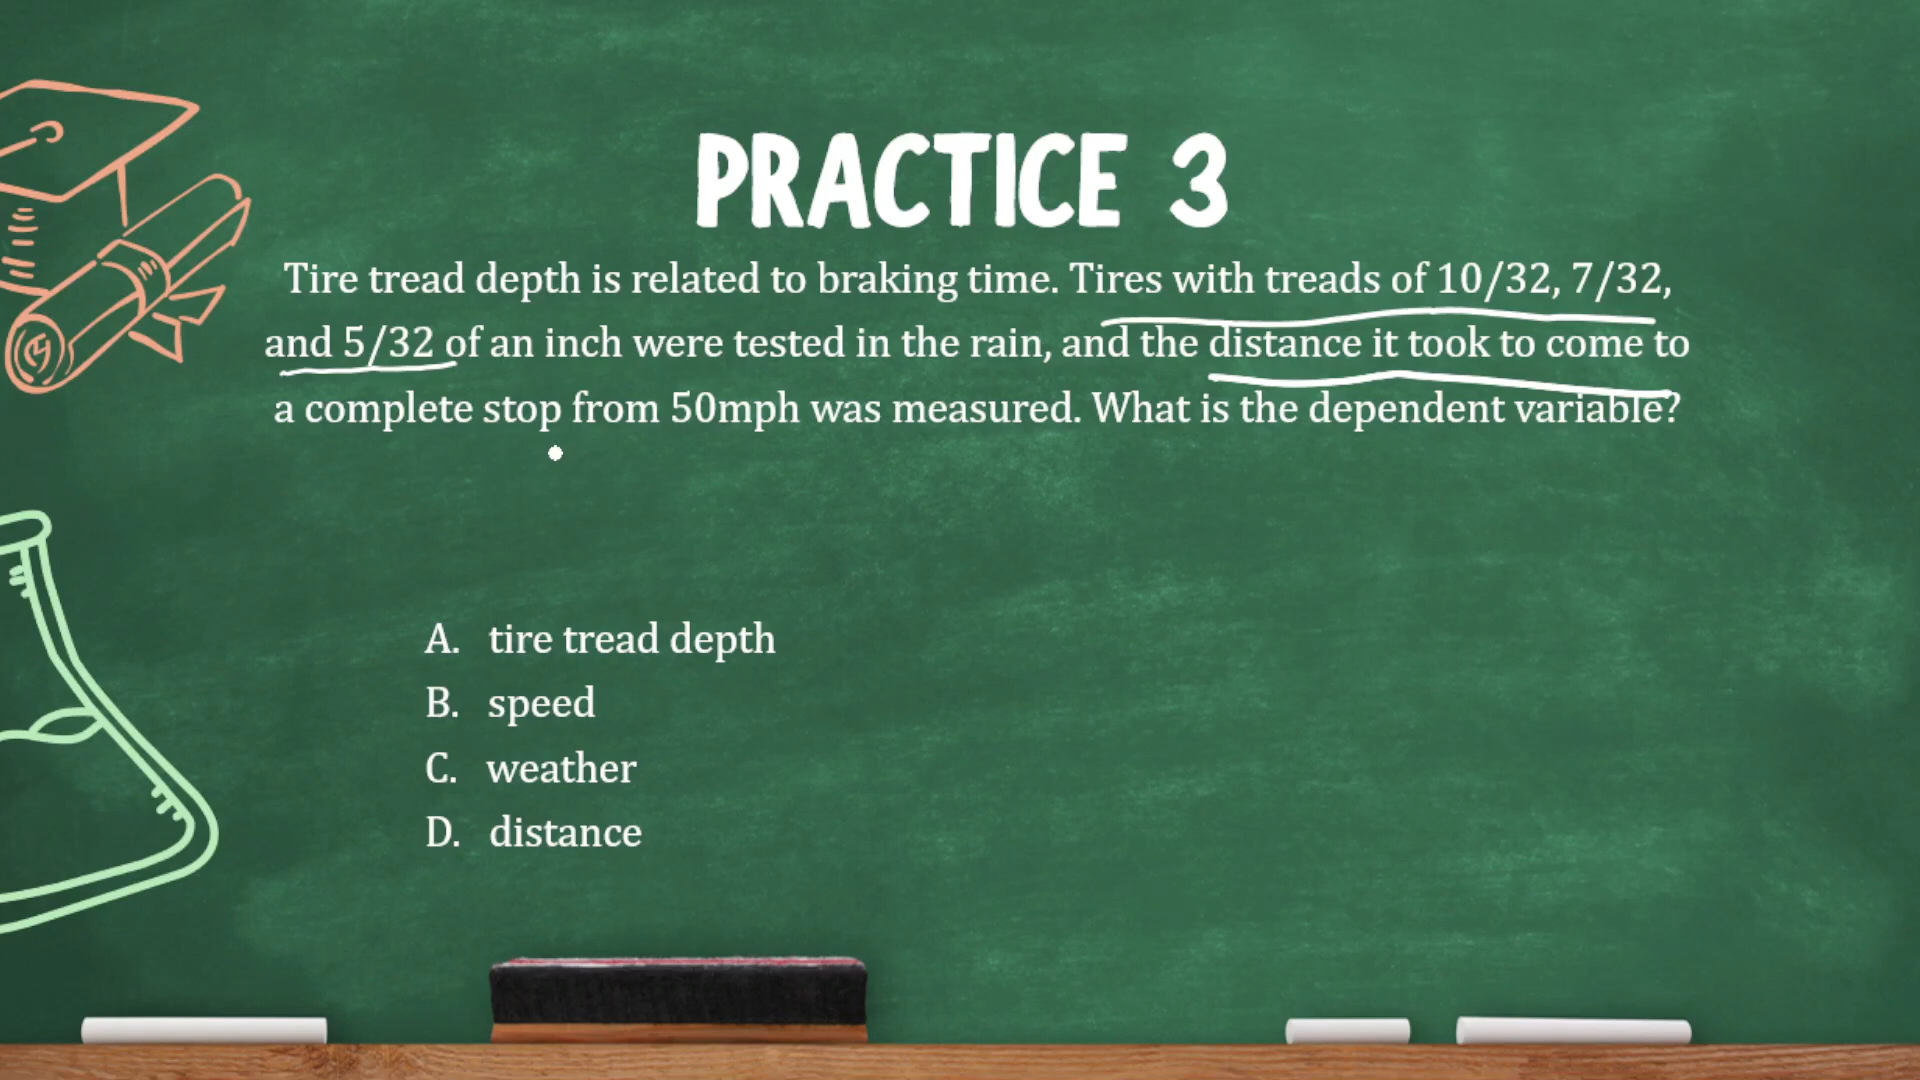 PRACTICE 3
Tire tread depth is related to braking time. Tires with treads of 10/32, 7/32,
and 5/32 of an inch were tested in the rain, and the distance it took to come to
a complete stop from 50mph was measured. What is the dependent variable?
A. tire tread depth
B. speed
C. weather
D. distance